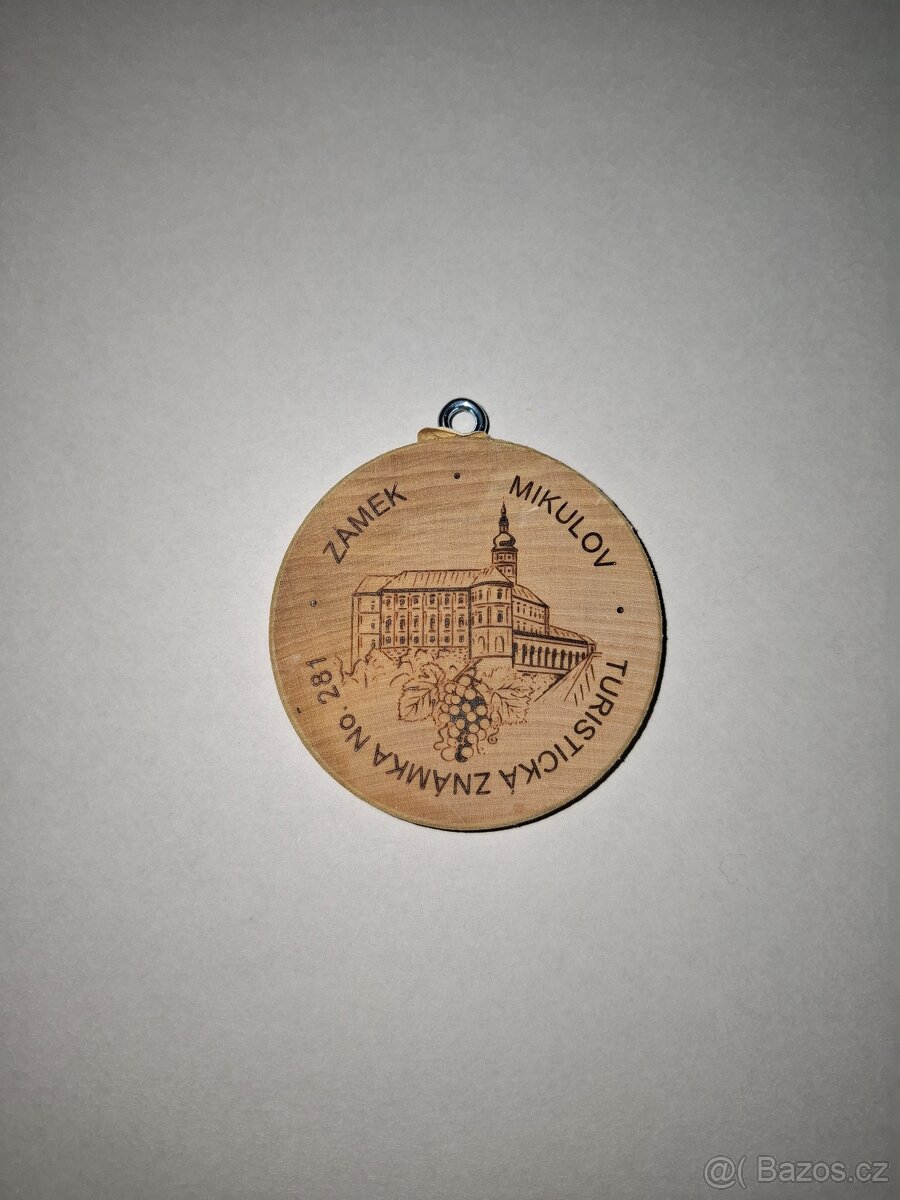 ZÁMEK
MIKULOV
TURISTICKÁ ZNÁMKA No. 281
@( Bazos.cz